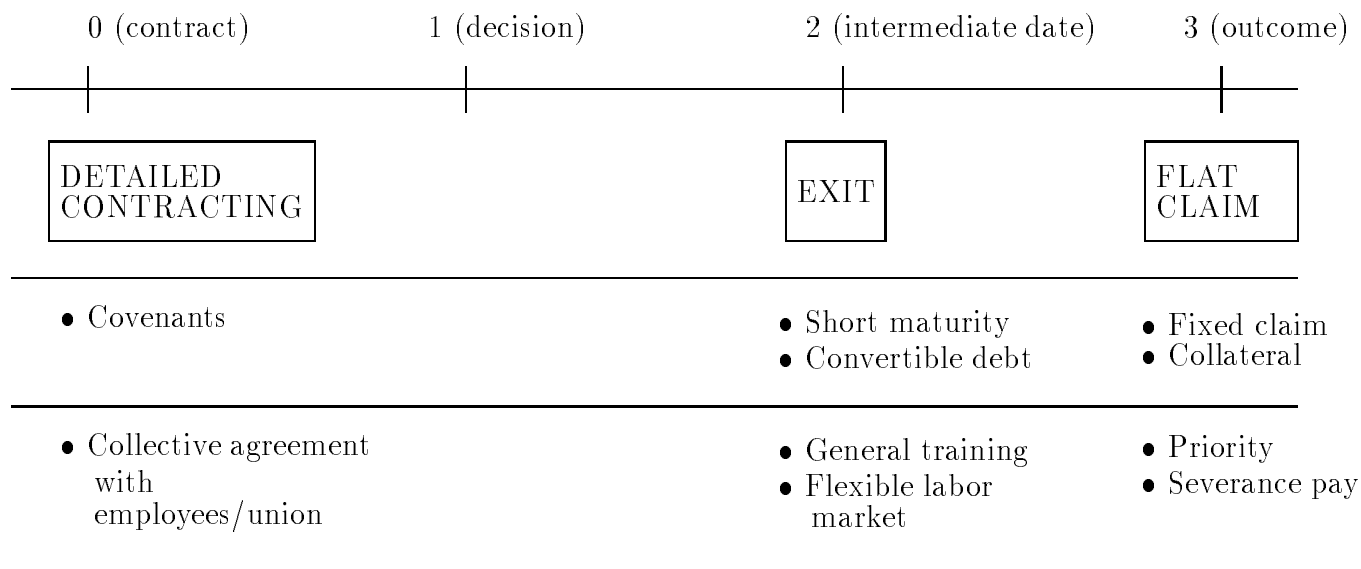 0 (contract) 1 (decision) 2 (intermediate date) 3 (outcome)
DETAILED
CONTRACTING
EXIT
FLAT
CLAIM
• Covenants
• Short maturity
• Convertible debt
• Fixed claim
• Collateral
• Collective agreement
with
employees/union
• General training
• Flexible labor
market
• Priority
• Severance pay